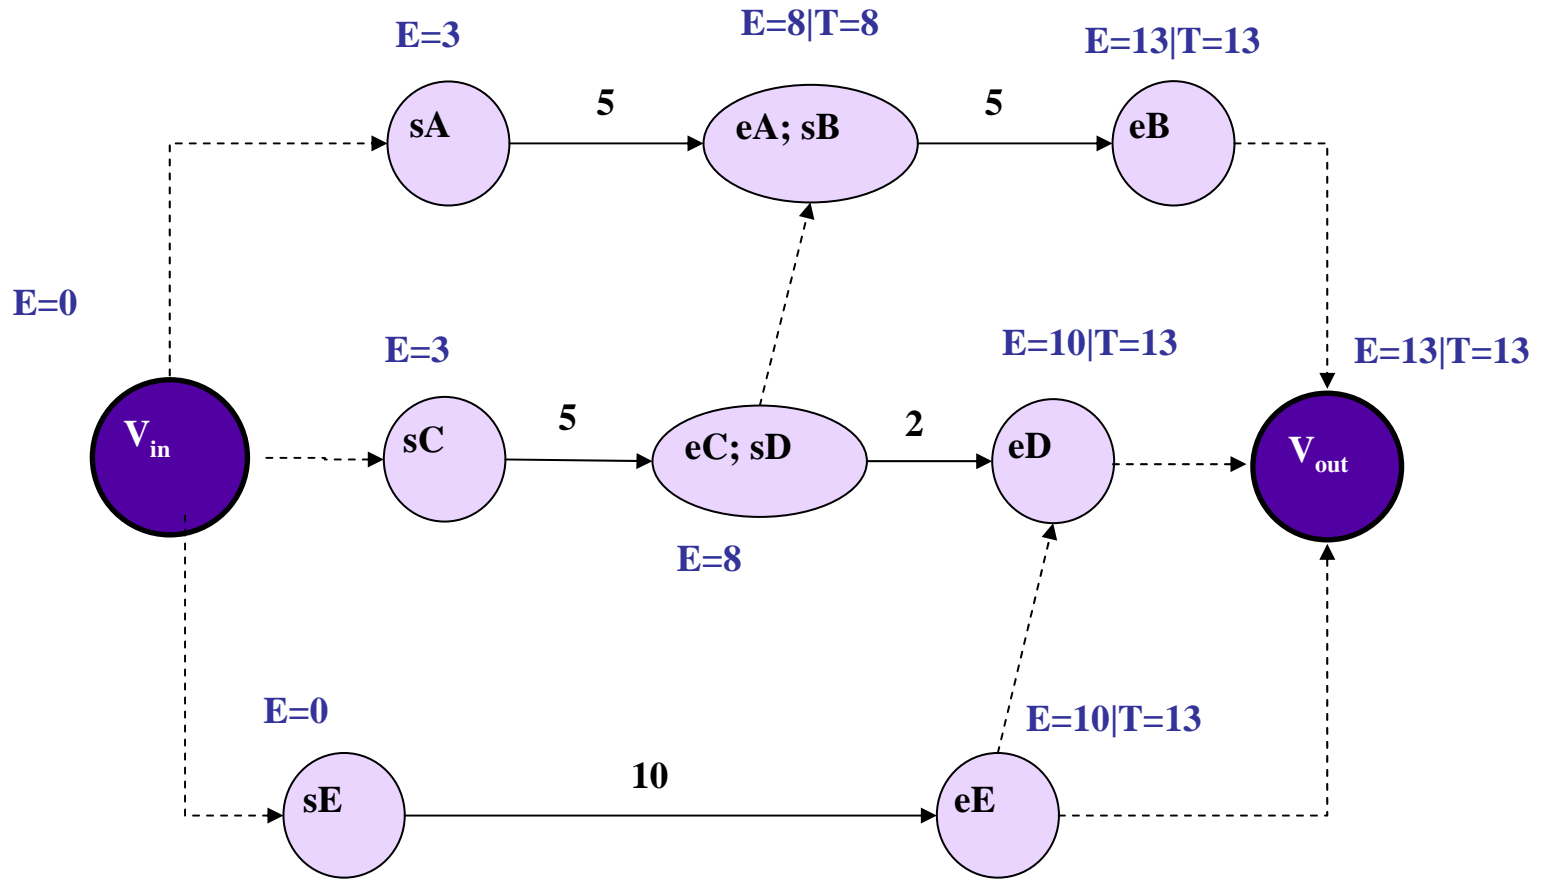 E=3
E=8|T=8
E=13|T=13
sA
5
eA; sB
5
eB
E=0
E=3
E=10|T=13
E=13|T=13
Vin
sC
5
eC; sD
2
eD
Vout
E=8
E=0
E=10|T=13
sE
10
eE